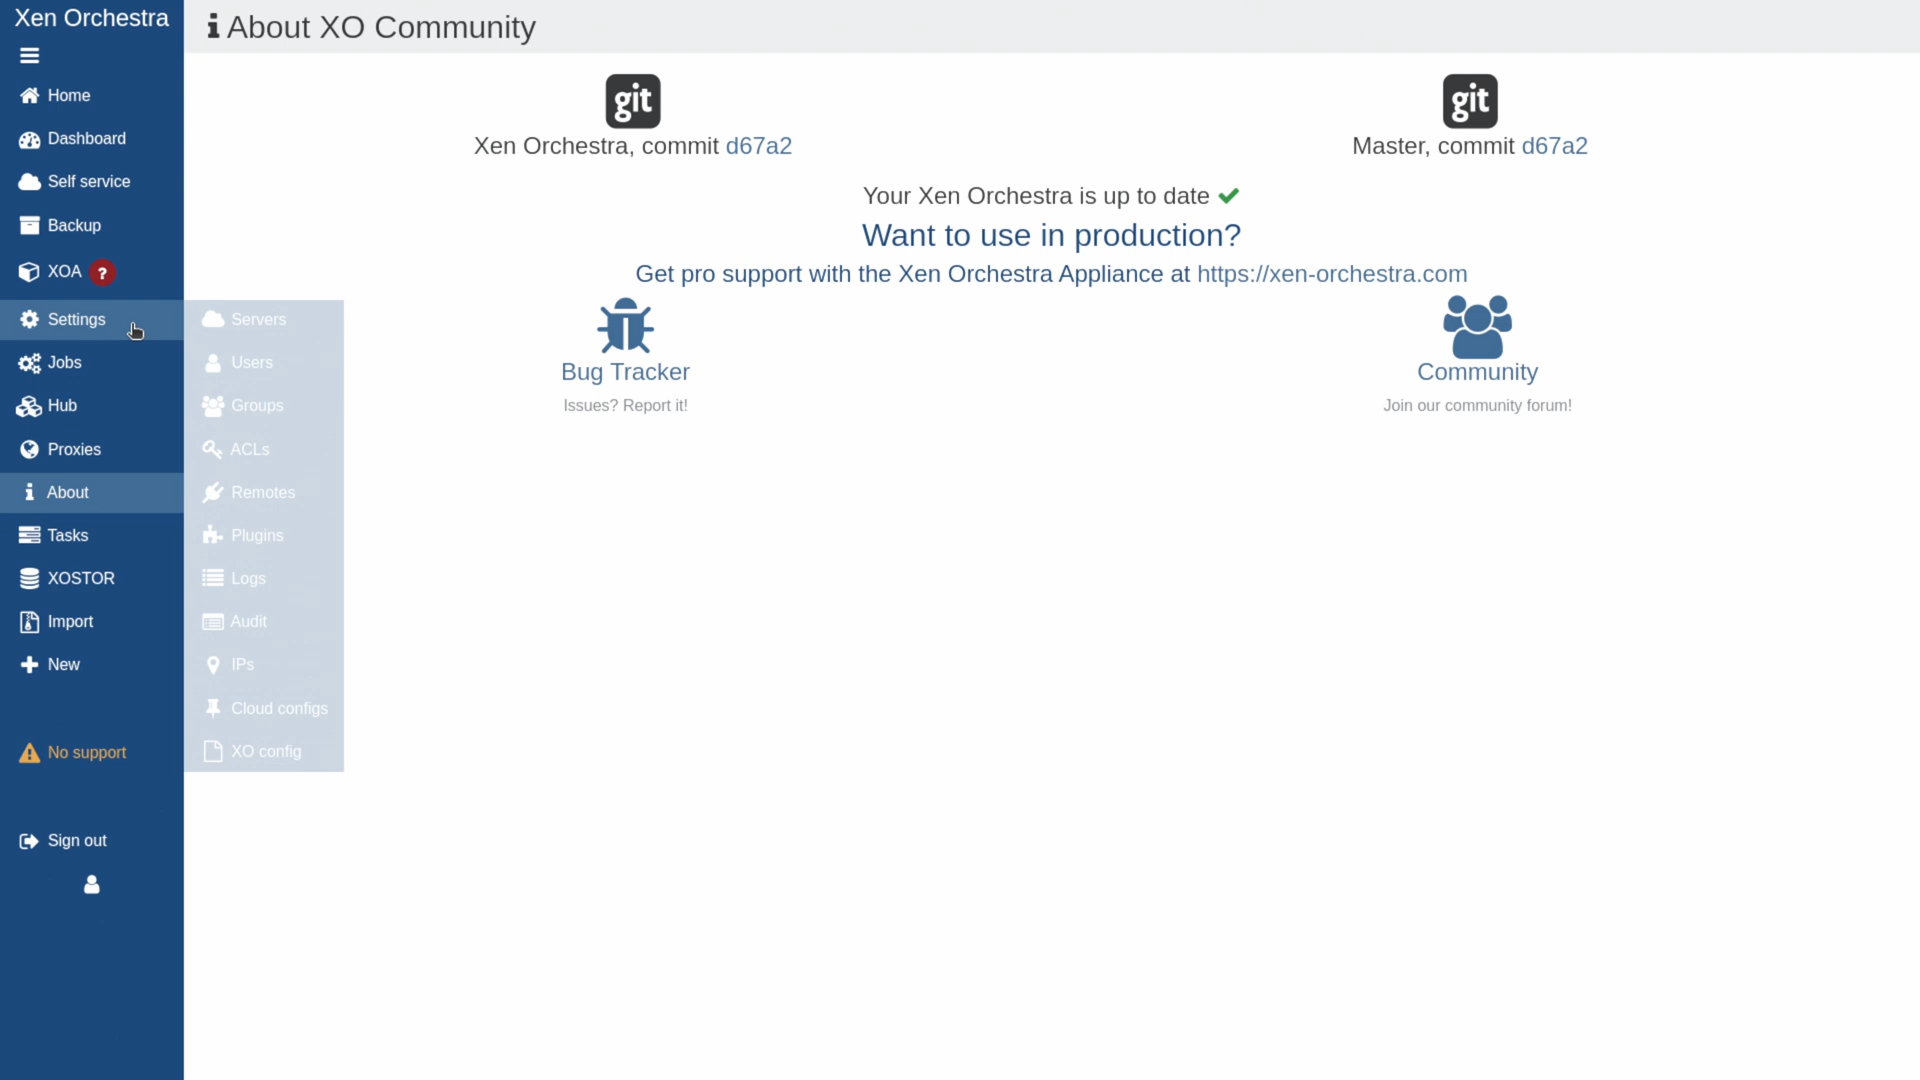 Xen Orchestra
Home
Dashboard
Self service
Backup
XOA ?
Settings
Jobs
Hub
Proxies
About
Tasks
XOSTOR
Import
New
No support
Sign out
Servers
Users
Groups
ACLs
Remotes
Plugins
Logs
Audit
IPs
Cloud configs
XO config
About XO Community
git
Xen Orchestra, commit d67a2
git
Master, commit d67a2
Your Xen Orchestra is up to date
Want to use in production?
Get pro support with the Xen Orchestra Appliance at https://xen-orchestra.com
Bug Tracker
Issues? Report it!
Community
Join our community forum!